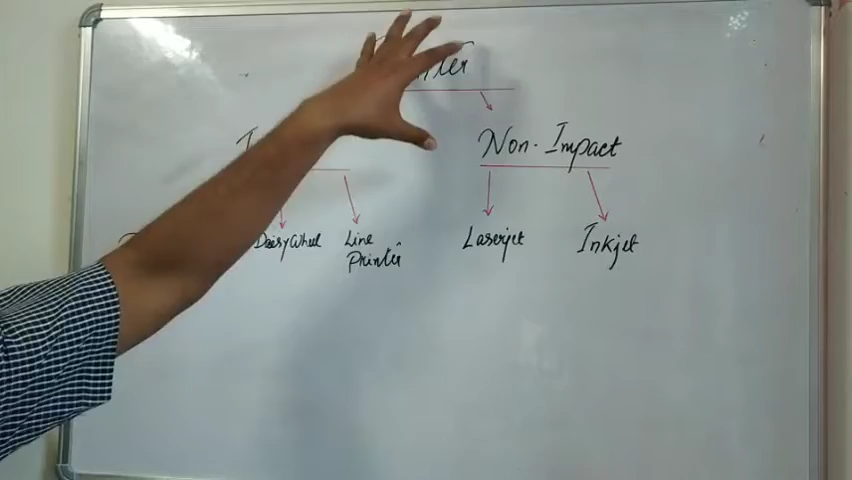 Non-Impact
DaisyWheel
Line
Printer
Laserjet
Inkjet